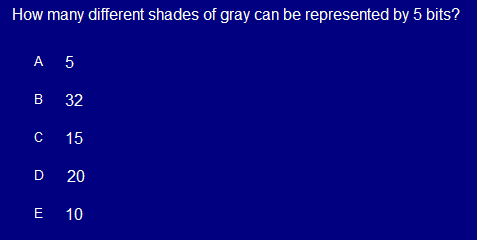 How many different shades of gray can be represented by 5 bits?
A 5
B 32
C 15
D 20
E 10